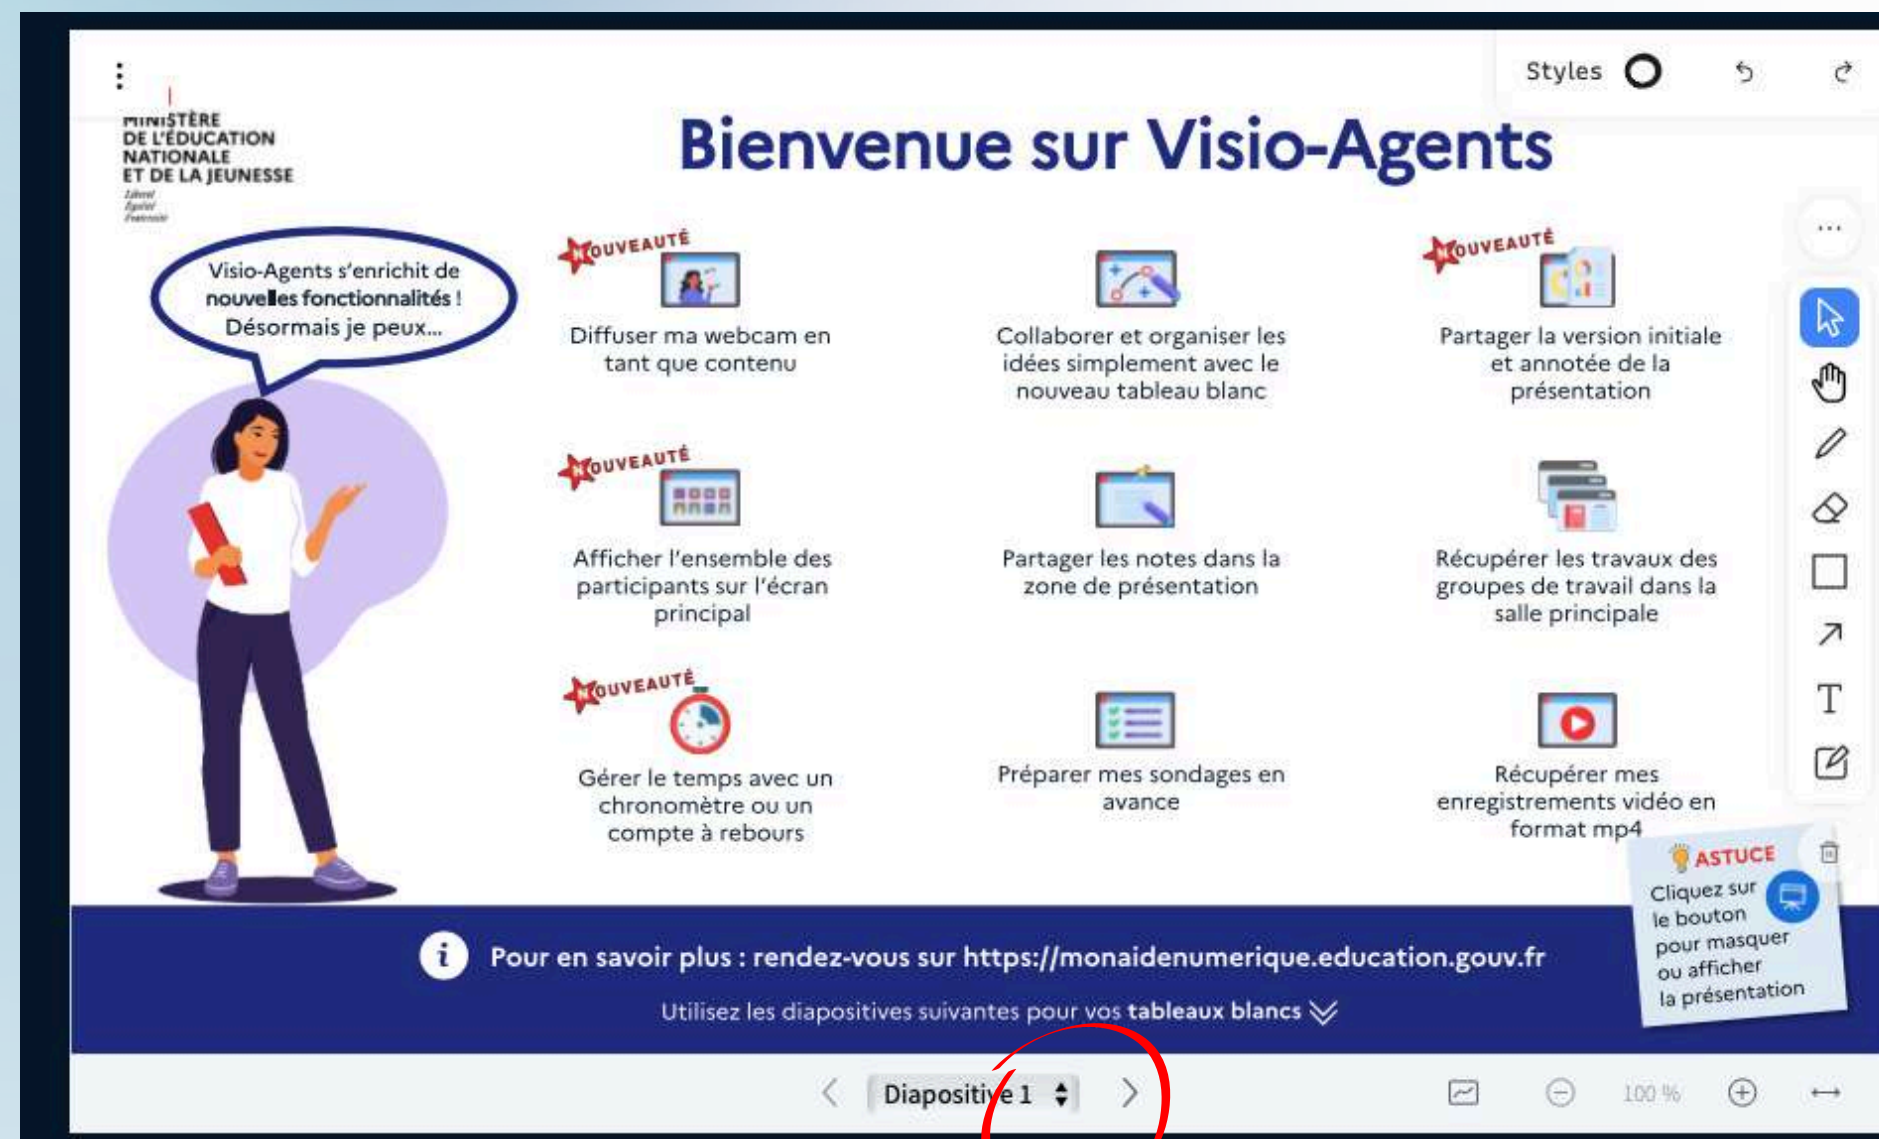 Styles
MINISTÈRE
DE L'ÉDUCATION
NATIONALE
ET DE LA JEUNESSE
Liberté
Égalité
Fraternité
Bienvenue sur Visio-Agents
Visio-Agents s'enrichit de
nouvelles fonctionnalités !
Désormais je peux...
NOUVEAUTÉ
Diffuser ma webcam en
tant que contenu
Collaborer et organiser les
idées simplement avec le
nouveau tableau blanc
NOUVEAUTÉ
Partager la version initiale
et annotée de la
présentation
NOUVEAUTÉ
Afficher l'ensemble des
participants sur l'écran
principal
Partager les notes dans la
zone de présentation
Récupérer les travaux des
groupes de travail dans la
salle principale
NOUVEAUTÉ
Gérer le temps avec un
chronomètre ou un
compte à rebours
Préparer mes sondages en
avance
Récupérer mes
enregistrements vidéo en
format mp4
T
ASTUCE
Cliquez sur
le bouton
pour masquer
ou afficher
la présentation
i
Pour en savoir plus : rendez-vous sur https://monaidenumerique.education.gouv.fr
Utilisez les diapositives suivantes pour vos tableaux blancs
Diapositive 1
100 %